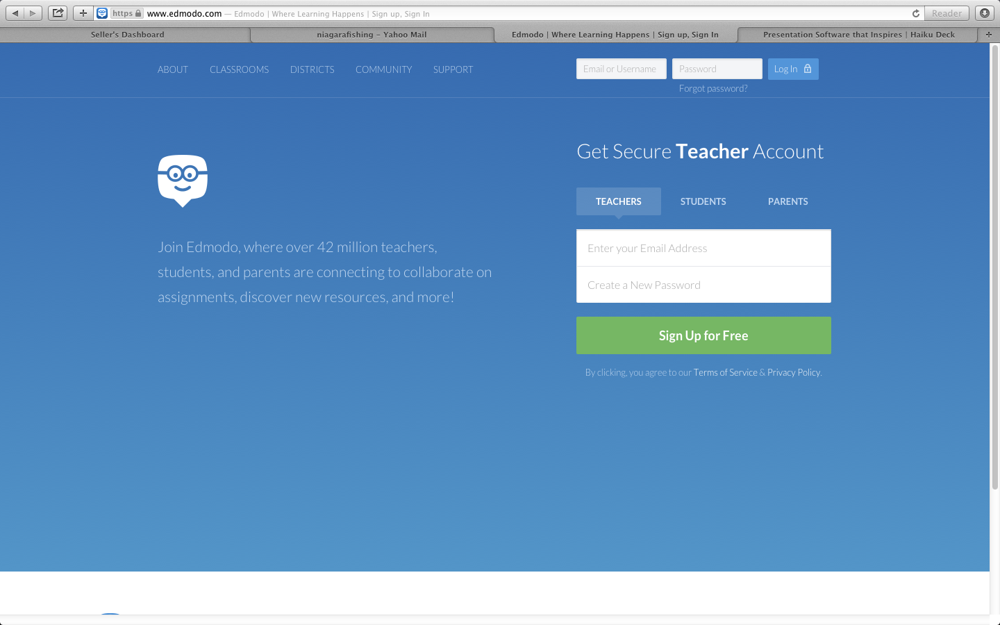 https www.edmodo.com — Edmodo | Where Learning Happens | Sign up, Sign In
Reader
Seller's Dashboard
niagarafishing – Yahoo Mail
Edmodo | Where Learning Happens | Sign up, Sign In
Presentation Software that Inspires | Haiku Deck
ABOUT CLASSROOMS DISTRICTS COMMUNITY SUPPORT
Email or Username
Password
Log In
Forgot password?
Get Secure Teacher Account
TEACHERS STUDENTS PARENTS
Join Edmodo, where over 42 million teachers,
students, and parents are connecting to collaborate on
assignments, discover new resources, and more!
Enter your Email Address
Create a New Password
Sign Up for Free
By clicking, you agree to our Terms of Service & Privacy Policy.